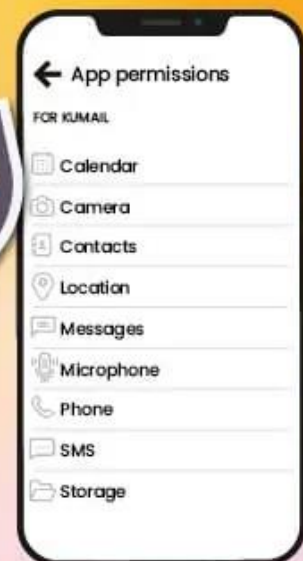 App permissions
FOR KUMAIL
Calendar
Camera
Contacts
Location
Messages
Microphone
Phone
SMS
Storage